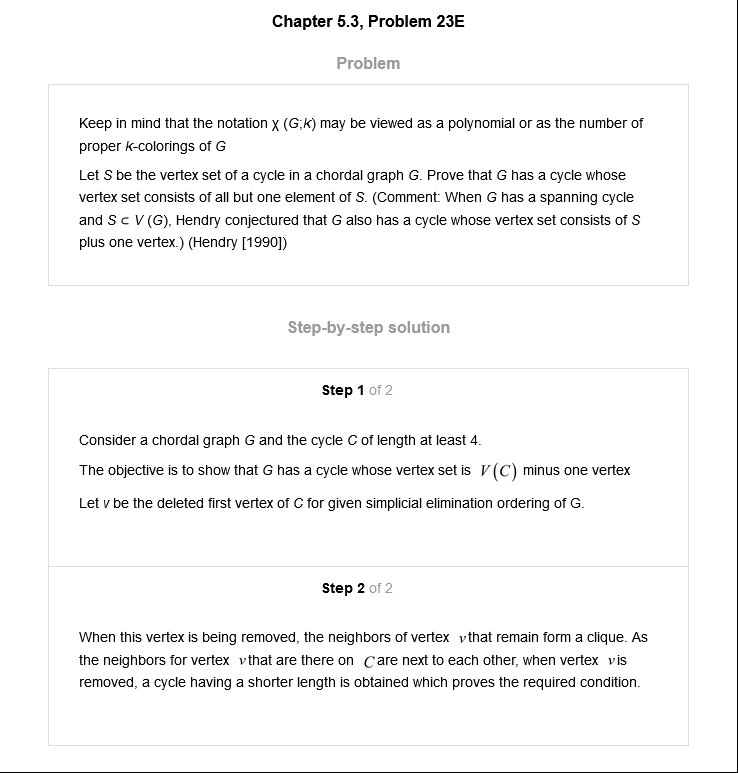 Chapter 5.3, Problem 23E
Problem
Keep in mind that the notation χ (G;k) may be viewed as a polynomial or as the number of
proper k-colorings of G
Let S be the vertex set of a cycle in a chordal graph G. Prove that G has a cycle whose
vertex set consists of all but one element of S. (Comment: When G has a spanning cycle
and S ⊂ V (G), Hendry conjectured that G also has a cycle whose vertex set consists of S
plus one vertex.) (Hendry [1990])
Step-by-step solution
Step 1 of 2
Consider a chordal graph G and the cycle C of length at least 4.
The objective is to show that G has a cycle whose vertex set is V(C) minus one vertex
Let v be the deleted first vertex of C for given simplicial elimination ordering of G.
Step 2 of 2
When this vertex is being removed, the neighbors of vertex v that remain form a clique. As
the neighbors for vertex v that are there on C are next to each other, when vertex v is
removed, a cycle having a shorter length is obtained which proves the required condition.